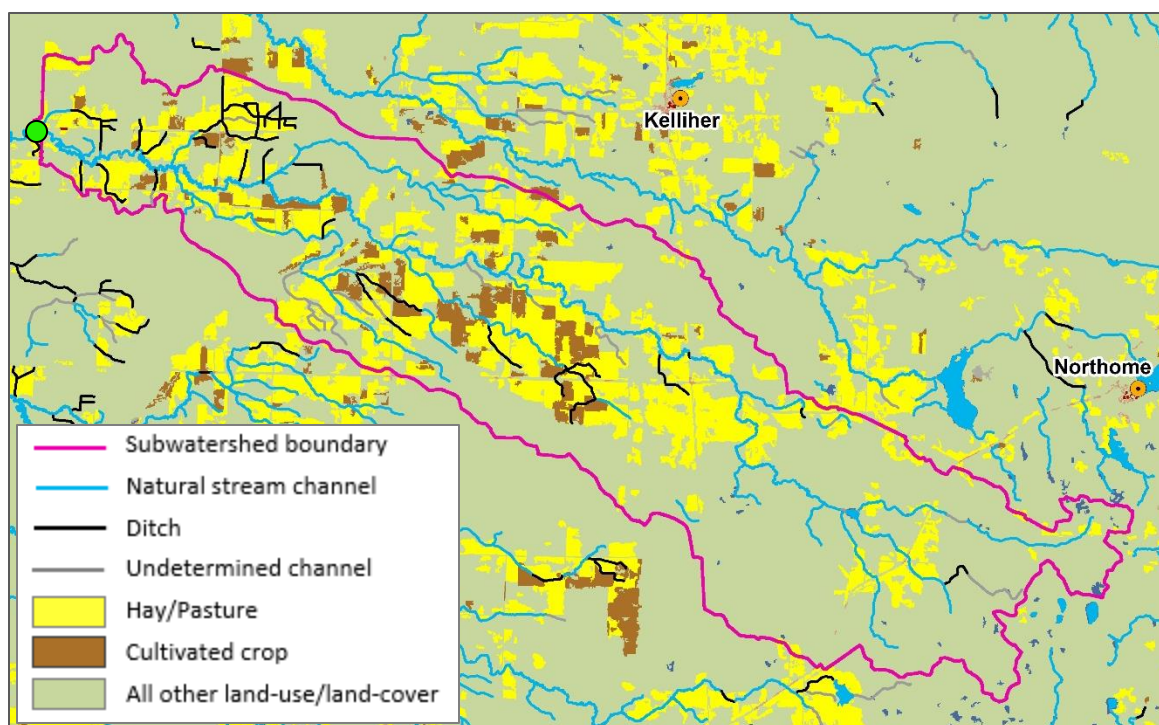 Kelliher
Northome
Subwatershed boundary
Natural stream channel
Ditch
Undetermined channel
Hay/Pasture
Cultivated crop
All other land-use/land-cover